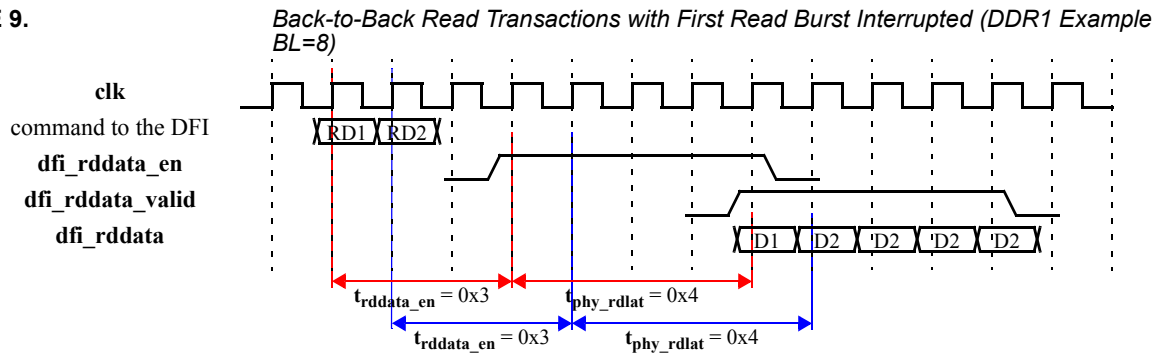 E 9.
Back-to-Back Read Transactions with First Read Burst Interrupted (DDR1 Example
BL=8)
clk
command to the DFI
RD1 RD2
dfi_rddata_en
dfi_rddata_valid
dfi_rddata
D1 D2 D2 D2 D2
trddata_en = 0x3 tphy_rdlat = 0x4
trddata_en = 0x3 tphy_rdlat = 0x4